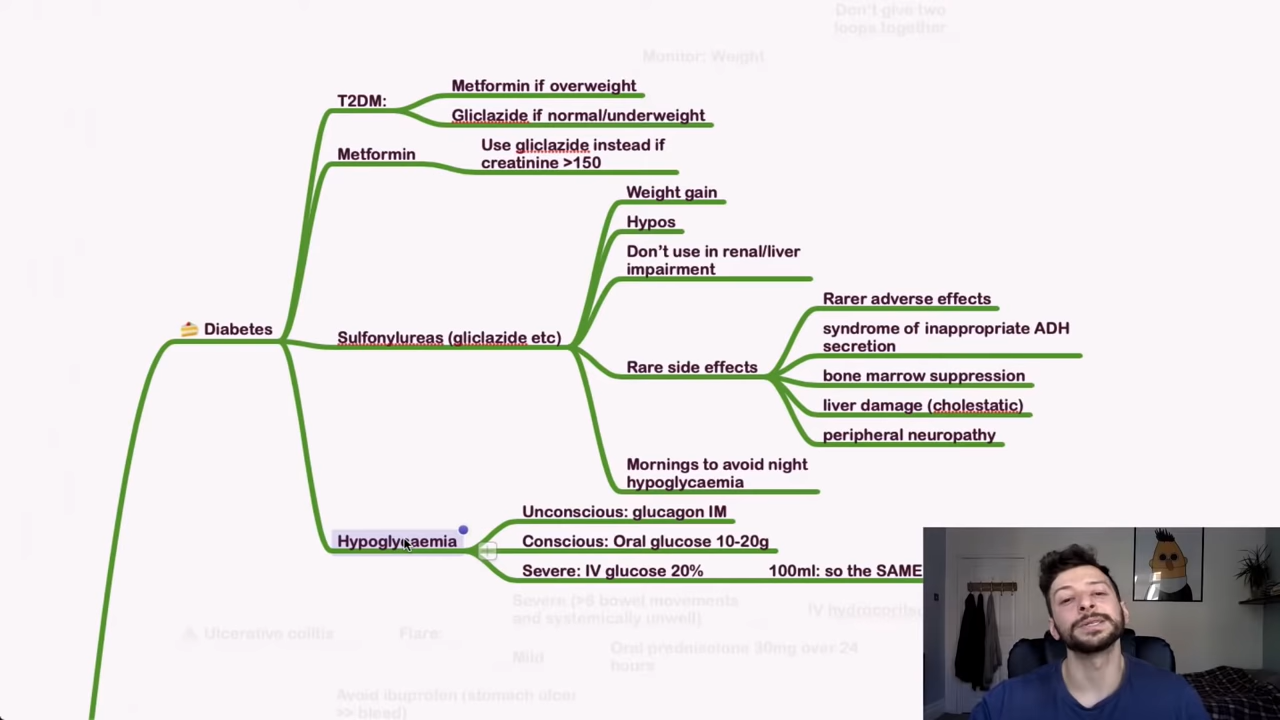 Don't give two
loops together
Monitor: Weight
T2DM:
Metformin if overweight
Gliclazide if normal/underweight
Metformin
Use gliclazide instead if
creatinine >150
Weight gain
Hypos
Don't use in renal/liver
impairment
Rarer adverse effects
syndrome of inappropriate ADH
secretion
🍰 Diabetes
Sulfonylureas (gliclazide etc)
Rare side effects
bone marrow suppression
liver damage (cholestatic)
peripheral neuropathy
Mornings to avoid night
hypoglycaemia
Unconscious: glucagon IM
Hypoglycaemia
Conscious: Oral glucose 10-20g
Severe: IV glucose 20%
100ml: so the SAME
Severe (>6 bowel movements
and systemically unwell)
IV
Ulcerative colitis
Flare:
Mild
Oral prednisolone 30mg over 24
hours
Avoid ibuprofen (stomach ulcer
>> bleed)